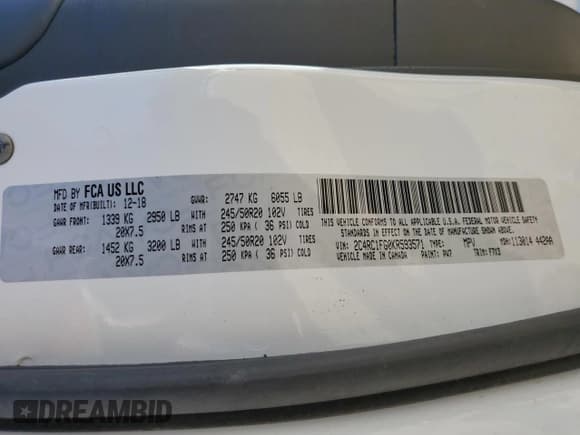 MFD BY FCA US LLC
DATE OF MFR(BUILT): 12-18 GVWR: 2747 KG 6055 LB
GAWR FRONT: 1339 KG 2950 LB WITH 245/50R20 102V TIRES
20X7.5 RIMS AT 250 KPA ( 36 PSI) COLD
GAWR REAR: 1452 KG 3200 LB WITH 245/50R20 102V TIRES
20X7.5 RIMS AT 250 KPA ( 36 PSI) COLD
THIS VEHICLE CONFORMS TO ALL APPLICABLE U.S.A. FEDERAL MOTOR VEHICLE SAFETY
STANDARDS IN EFFECT ON THE DATE OF MANUFACTURE SHOWN ABOVE.
VIN: 2C4RC1FG0KR593571 TYPE: MPV MDH: 113014 442AA
VEHICLE MADE IN CANADA PAINT: PW7 TRIM:
DREAMBID